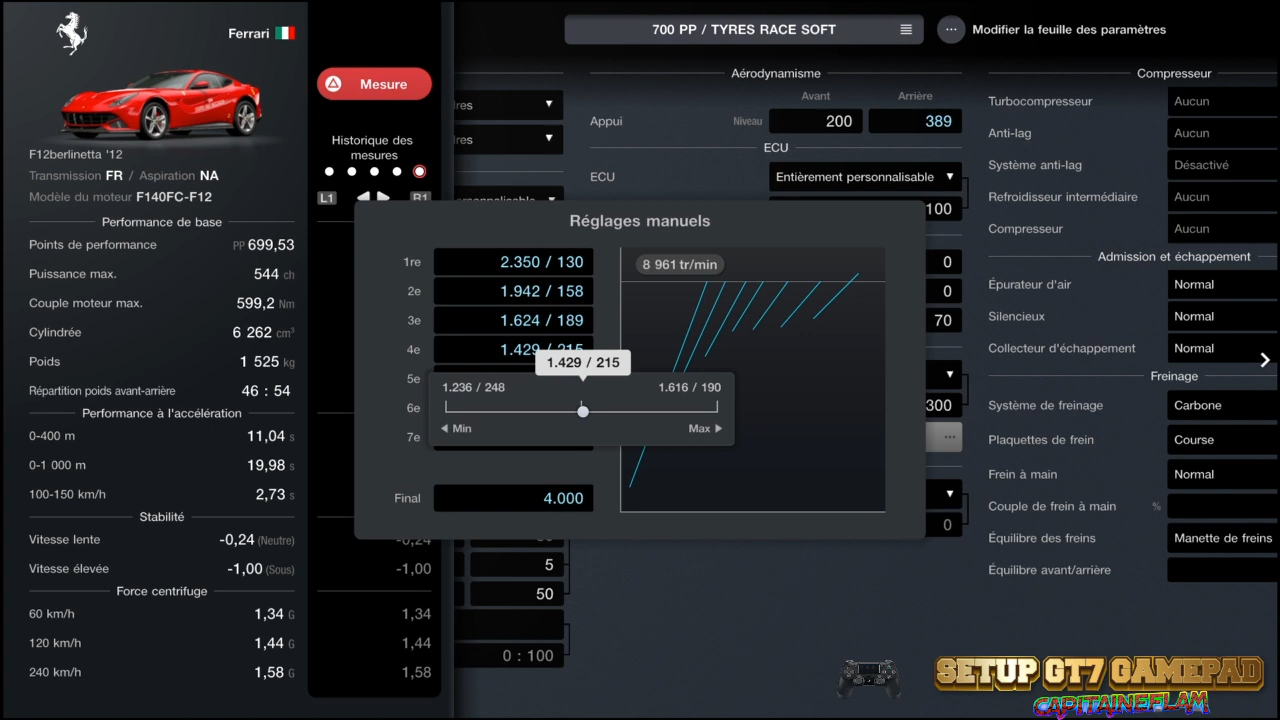 Ferrari
F12berlinetta '12
Transmission FR / Aspiration NA
Modèle du moteur F140FC-F12
Performance de base
Points de performance PP 699,53
Puissance max. 544 ch
Couple moteur max. 599,2 Nm
Cylindrée 6 262 cm³
Poids 1 525 kg
Répartition poids avant-arrière 46 : 54
Performance à l'accélération
0-400 m 11,04 s
0-1 000 m 19,98 s
100-150 km/h 2,73 s
Stabilité
Vitesse lente -0,24 (Neutre)
Vitesse élevée -1,00 (Sous)
Force centrifuge
60 km/h 1,34 G
120 km/h 1,44 G
240 km/h 1,58 G
Mesure
Historique des mesures
L1 R1
-0,24
-1,00
1,34
1,44
1,58
700 PP / TYRES RACE SOFT
Modifier la feuille des paramètres
Aérodynamisme
Avant Arrière
Appui Niveau 200 389
ECU
ECU Entièrement personnalisable
100
0
0
70
300
0
5
50
0 : 100
Réglages manuels
1re 2.350 / 130
2e 1.942 / 158
3e 1.624 / 189
4e 1.429 / 215
1.429 / 215
5e
6e
7e
1.236 / 248 1.616 / 190
Min Max
Final 4.000
8 961 tr/min
Compresseur
Turbocompresseur Aucun
Anti-lag Aucun
Système anti-lag Désactivé
Refroidisseur intermédiaire Aucun
Compresseur Aucun
Admission et échappement
Épurateur d'air Normal
Silencieux Normal
Collecteur d'échappement Normal
Freinage
Système de freinage Carbone
Plaquettes de frein Course
Frein à main Normal
Couple de frein à main %
Équilibre des freins Manette de freins
Équilibre avant/arrière
SETUP GT7 GAMEPAD
CAPITAINEFLAM